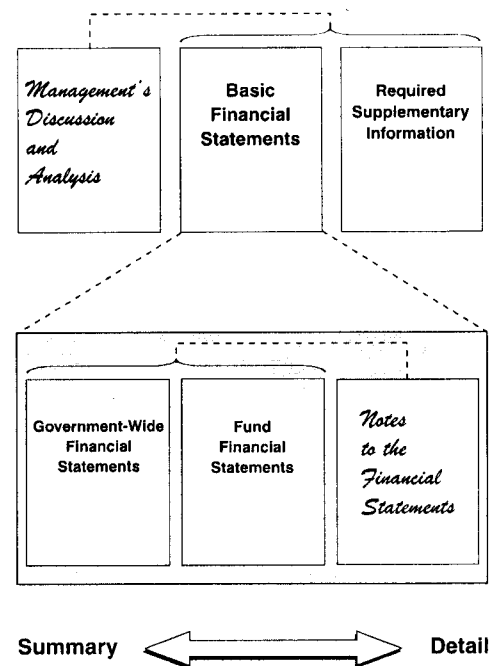 Management's
Discussion
and
Analysis
Basic
Financial
Statements
Required
Supplementary
Information
Government-Wide
Financial
Statements
Fund
Financial
Statements
Notes
to the
Financial
Statements
Summary
Detail